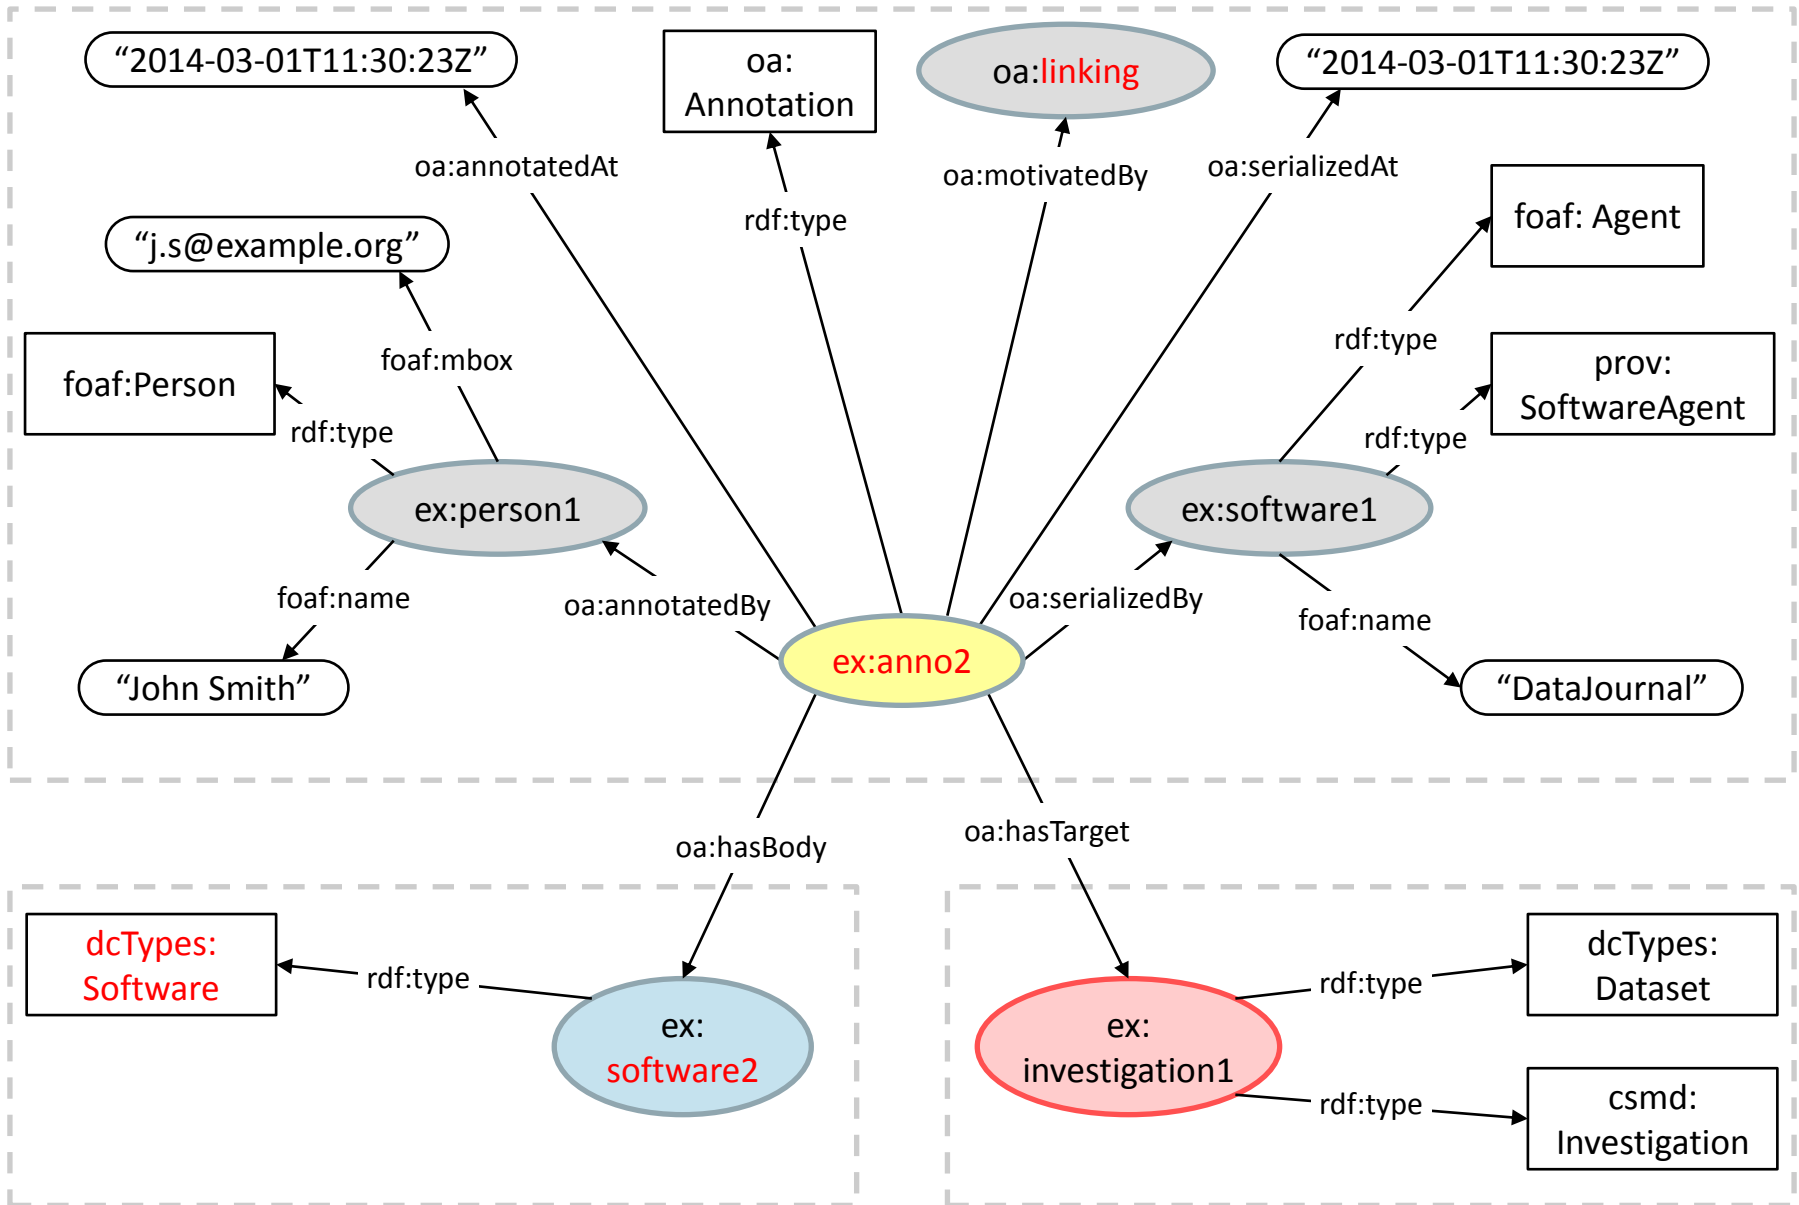 “2014-03-01T11:30:23Z”
oa:
Annotation
oa:linking
“2014-03-01T11:30:23Z”
oa:annotatedAt
rdf:type
oa:motivatedBy
oa:serializedAt
foaf: Agent
“j.s@example.org”
foaf:mbox
rdf:type
foaf:Person
rdf:type
prov:
SoftwareAgent
rdf:type
ex:person1
ex:software1
foaf:name
oa:annotatedBy
oa:serializedBy
foaf:name
“John Smith”
ex:anno2
“DataJournal”
oa:hasBody
oa:hasTarget
dcTypes:
Software
rdf:type
ex:
software2
ex:
investigation1
rdf:type
dcTypes:
Dataset
rdf:type
csmd:
Investigation